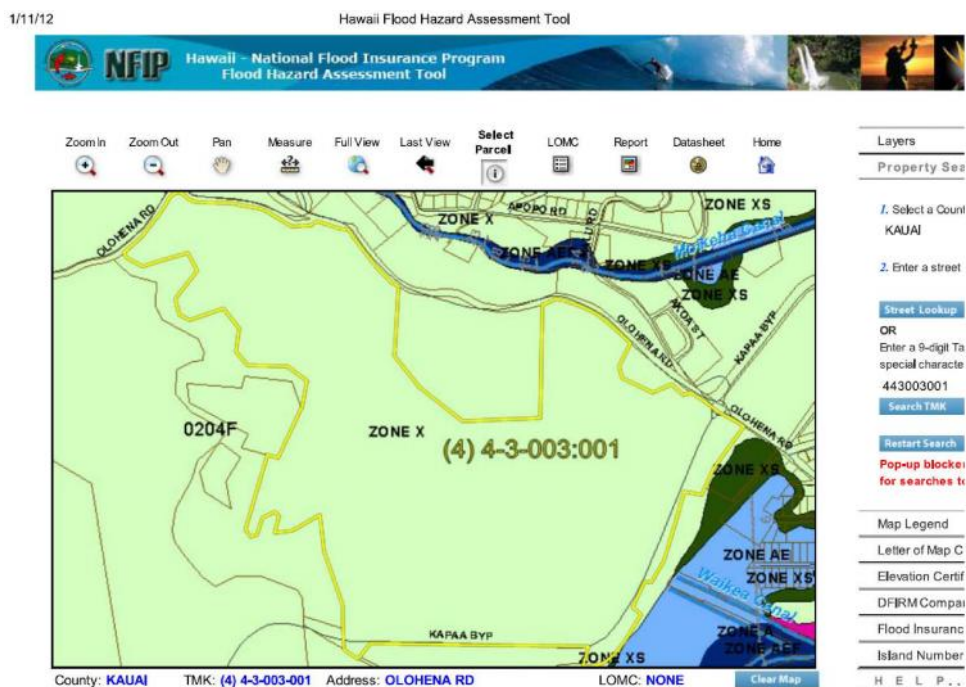 1/11/12
Hawaii Flood Hazard Assessment Tool
NFIP
Hawaii - National Flood Insurance Program
Flood Hazard Assessment Tool
Zoom In
Zoom Out
Pan
Measure
Full View
Last View
Select
Parcel
LOMC
Report
Datasheet
Home
Layers
Property Sea
1. Select a Count
KAUAI
2. Enter a street
Street Lookup
OR
Enter a 9-digit Ta
special characte
443003001
Search TMK
Restart Search
Pop-up blocker
for searches to
Map Legend
Letter of Map C
Elevation Certif
DFIRM Compar
Flood Insuranc
Island Number
H E L P . .
OLOHENA RD
ZONE X
APOPO RD
ZONE XS
ZONE AEF
ZONE XS
ZONE AE
ZONE XS
OLOHENA RD
KAPAA BYP
0204F
ZONE X
(4) 4-3-003:001
OLOHENA RD
ZONE XS
ZONE AE
ZONE XS
Waikea Canal
ZONE A
ZONE AEF
KAPAA BYP
ZONE XS
County: KAUAI
TMK: (4) 4-3-003-001
Address: OLOHENA RD
LOMC: NONE
Clear Map